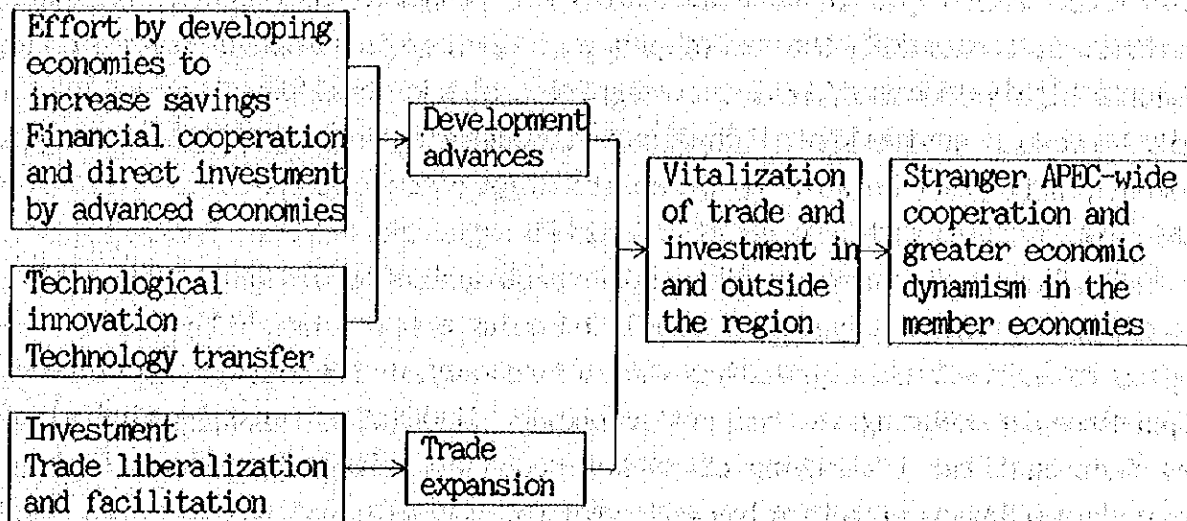 Effort by developing
economies to
increase savings
Financial cooperation
and direct investment
by advanced economies
Technological
innovation
Technology transfer
Investment
Trade liberalization
and facilitation
Development
advances
Trade
expansion
Vitalization
of trade and
investment in
and outside
the region
Stranger APEC-wide
cooperation and
greater economic
dynamism in the
member economies